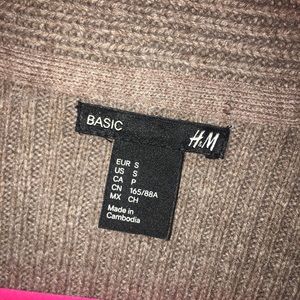 BASIC
H&M
EUR S
US S
CA P
CN 165/88A
MX CH
Made in
Cambodia